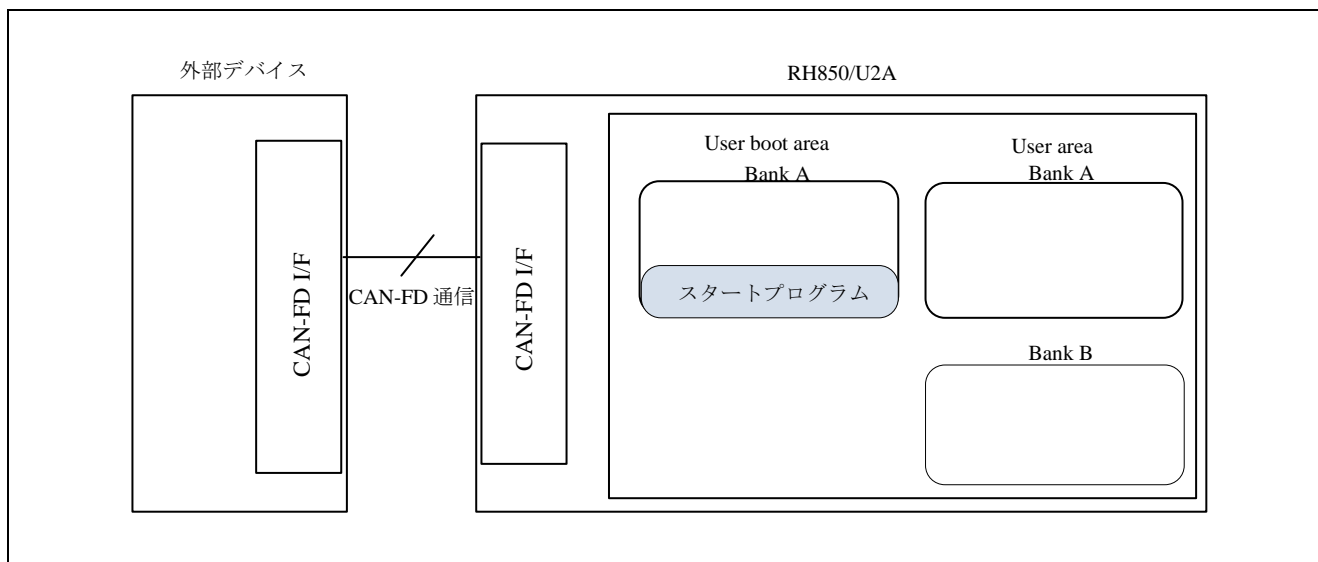 外部デバイス
RH850/U2A
CAN-FD I/F
CAN-FD 通信
CAN-FD I/F
User boot area
Bank A
スタートプログラム
User area
Bank A
Bank B